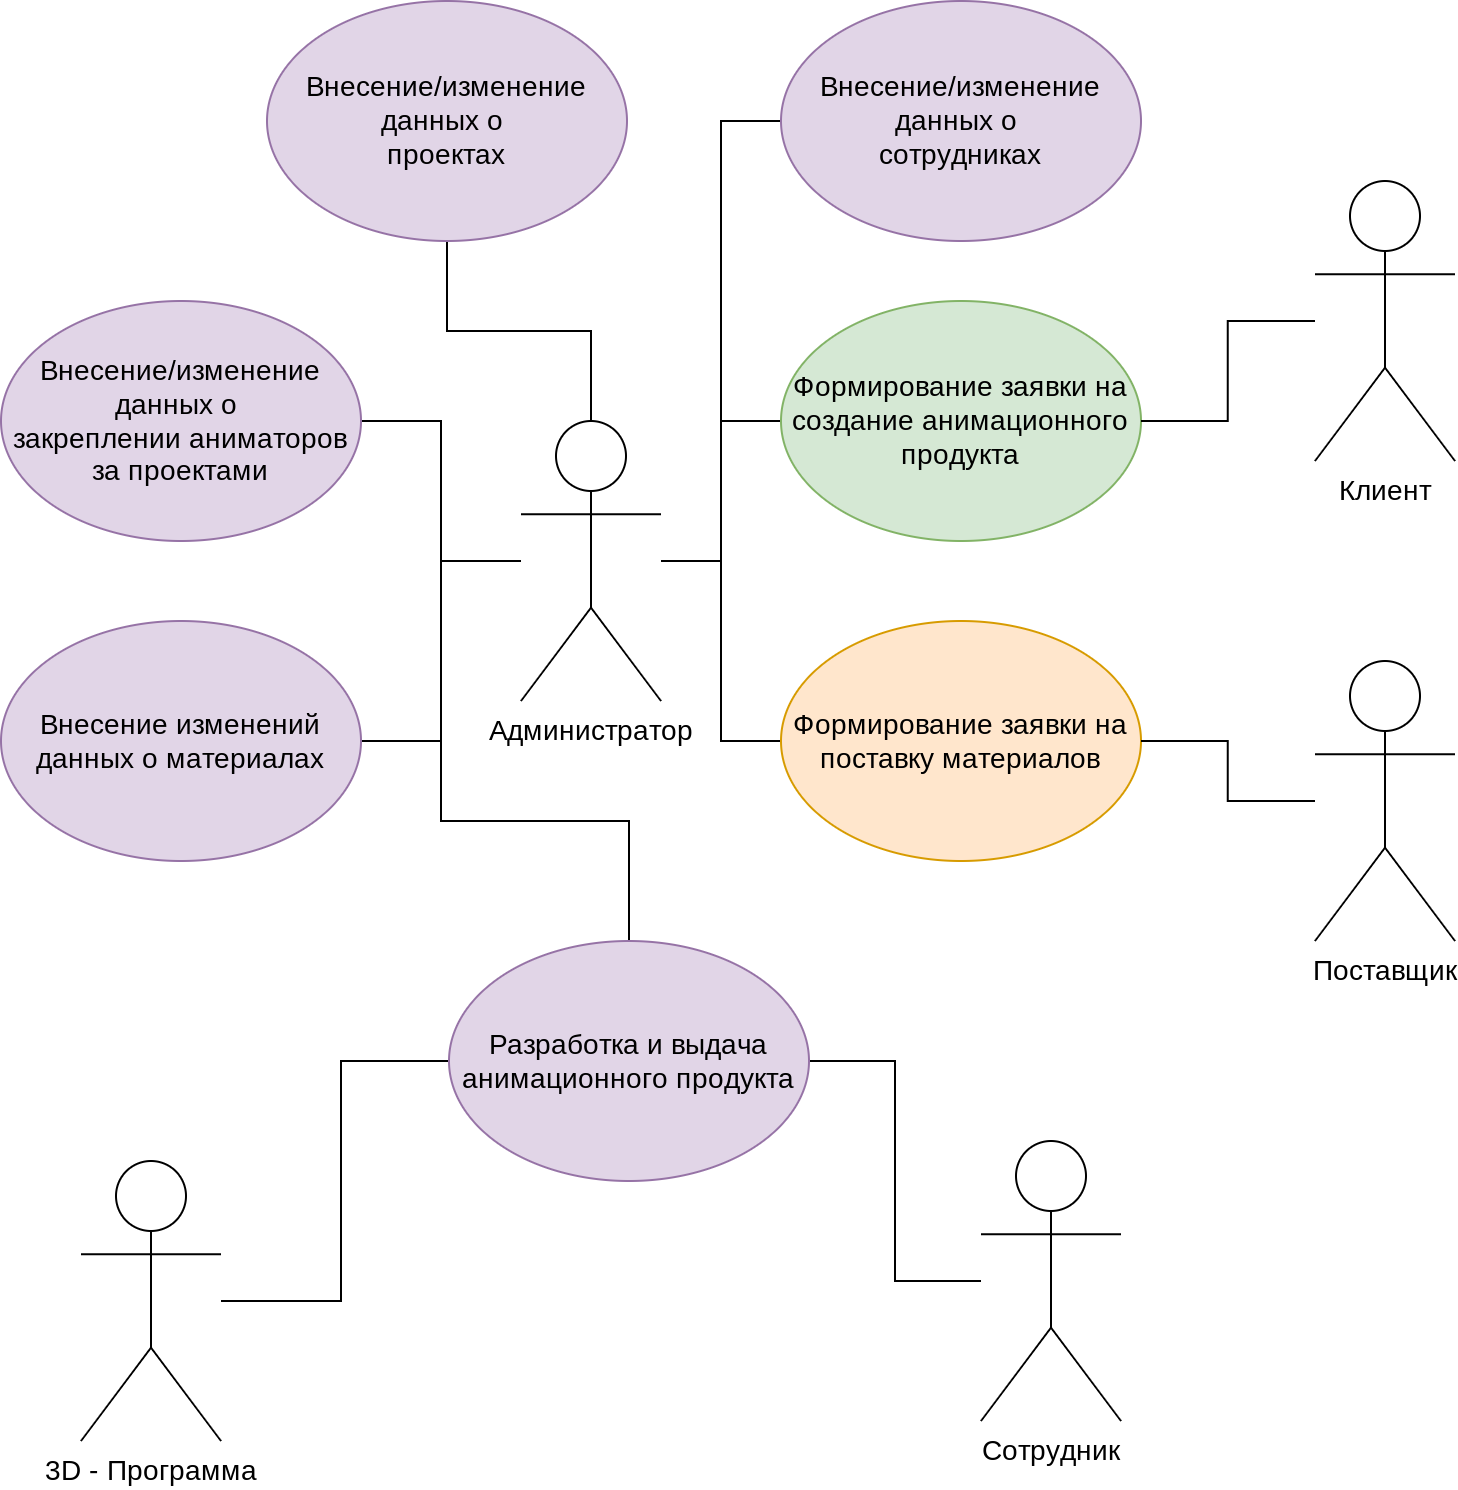 Внесение/изменение
данных о
проектах
Внесение/изменение
данных о
сотрудниках
Внесение/изменение
данных о
закреплении аниматоров
за проектами
Формирование заявки на
создание анимационного
продукта
Клиент
Администратор
Внесение изменений
данных о материалах
Формирование заявки на
поставку материалов
Поставщик
Разработка и выдача
анимационного продукта
Сотрудник
3D - Программа